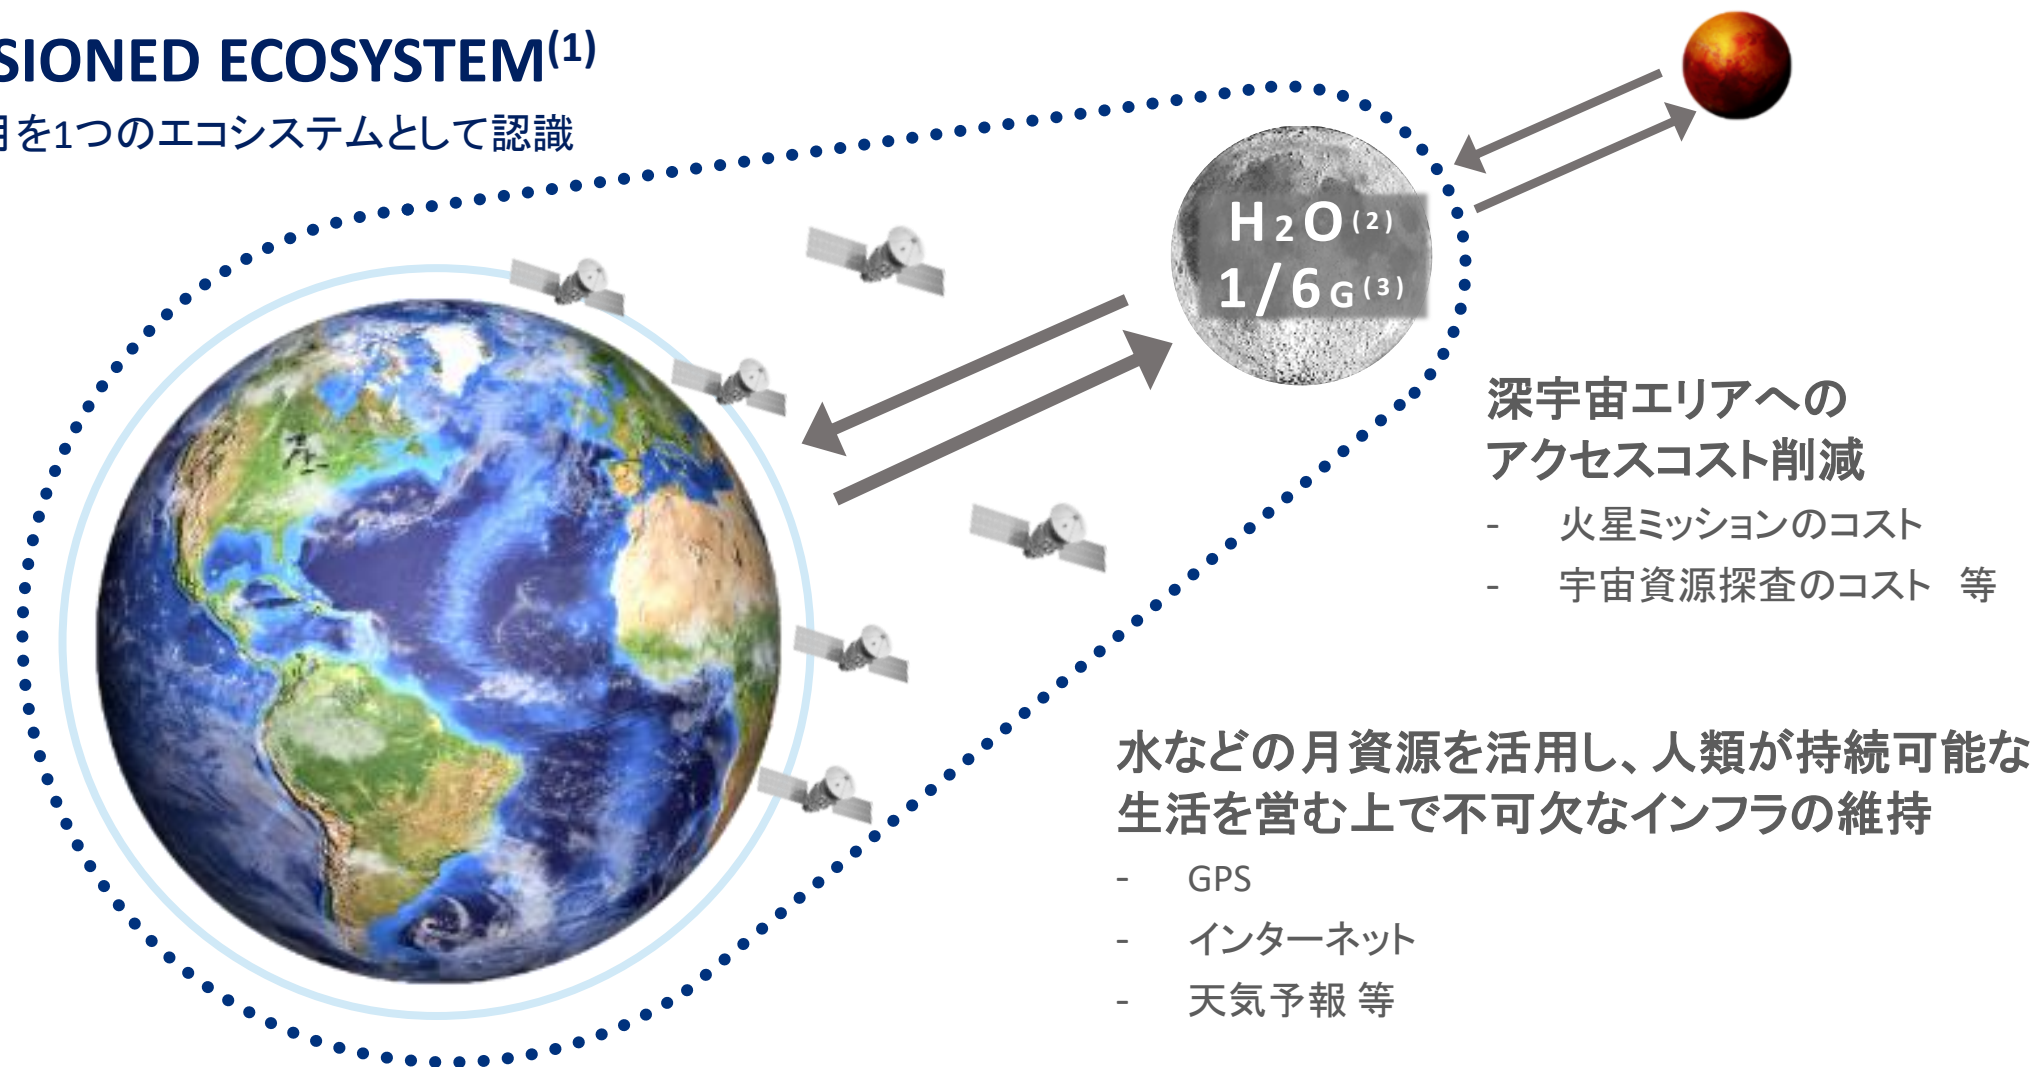 SIONED ECOSYSTEM(1)
を1つのエコシステムとして認識
H2O(2)
1/6G(3)
深宇宙エリアへの
アクセスコスト削減
- 火星ミッションのコスト
- 宇宙資源探査のコスト 等
水などの月資源を活用し、人類が持続可能な
生活を営む上で不可欠なインフラの維持
- GPS
- インターネット
- 天気予報 等